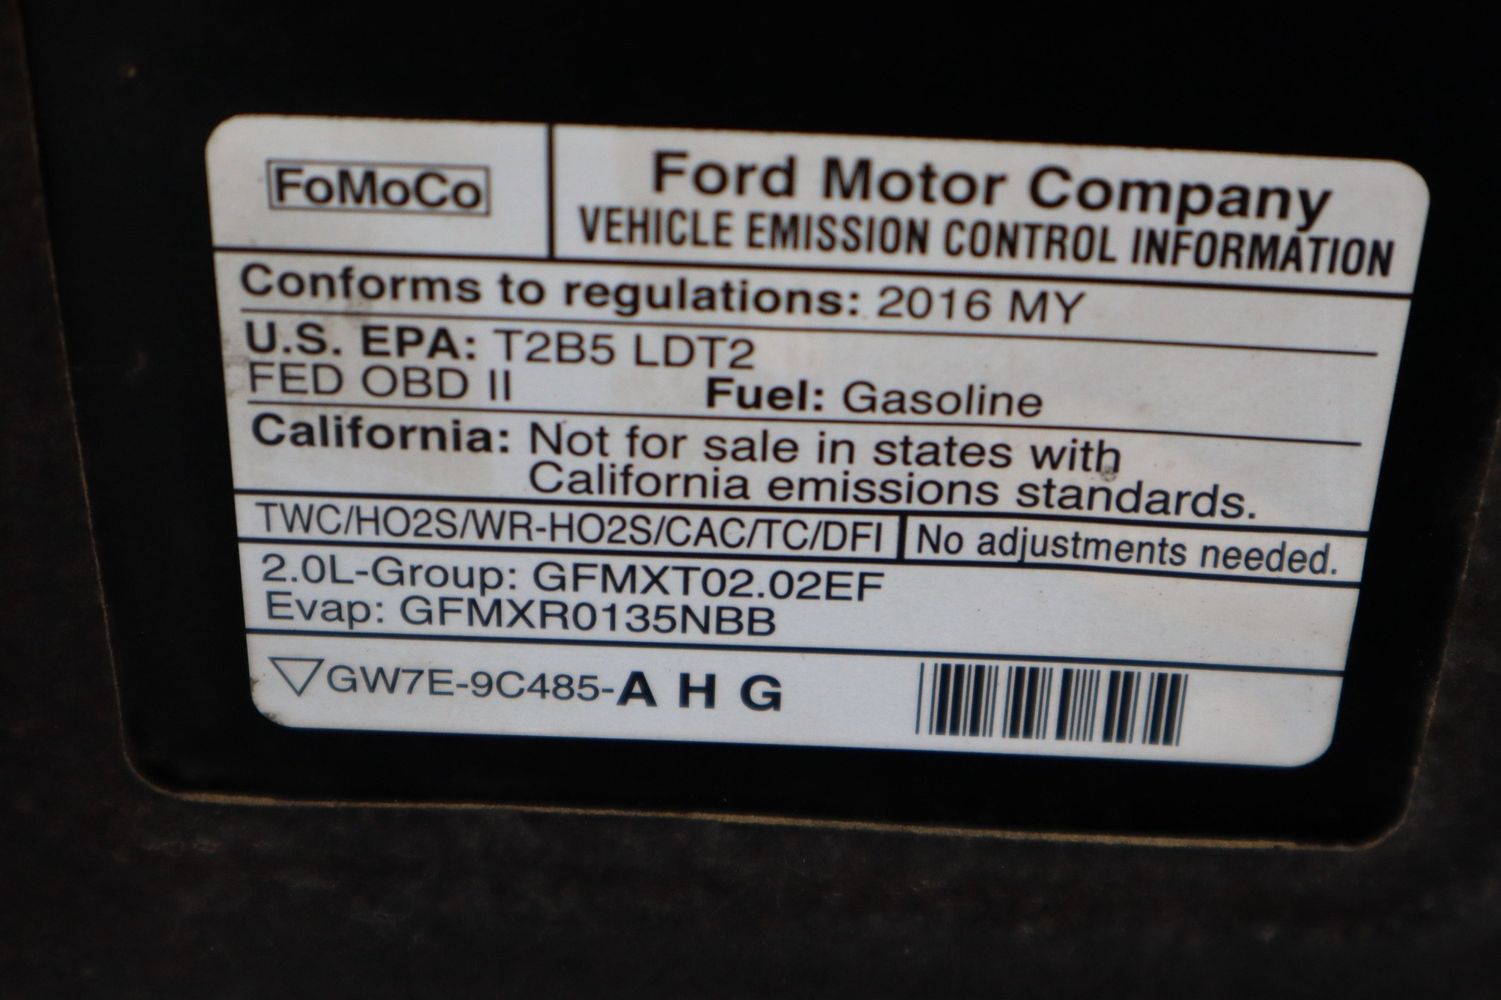 FoMoCo
Ford Motor Company
VEHICLE EMISSION CONTROL INFORMATION
Conforms to regulations: 2016 MY
U.S. EPA: T2B5 LDT2
FED OBD II Fuel: Gasoline
California: Not for sale in states with
California emissions standards.
TWC/HO2S/WR-HO2S/CAC/TC/DFI No adjustments needed.
2.0L-Group: GFMXT02.02EF
Evap: GFMXR0135NBB
GW7E-9C485-A H G